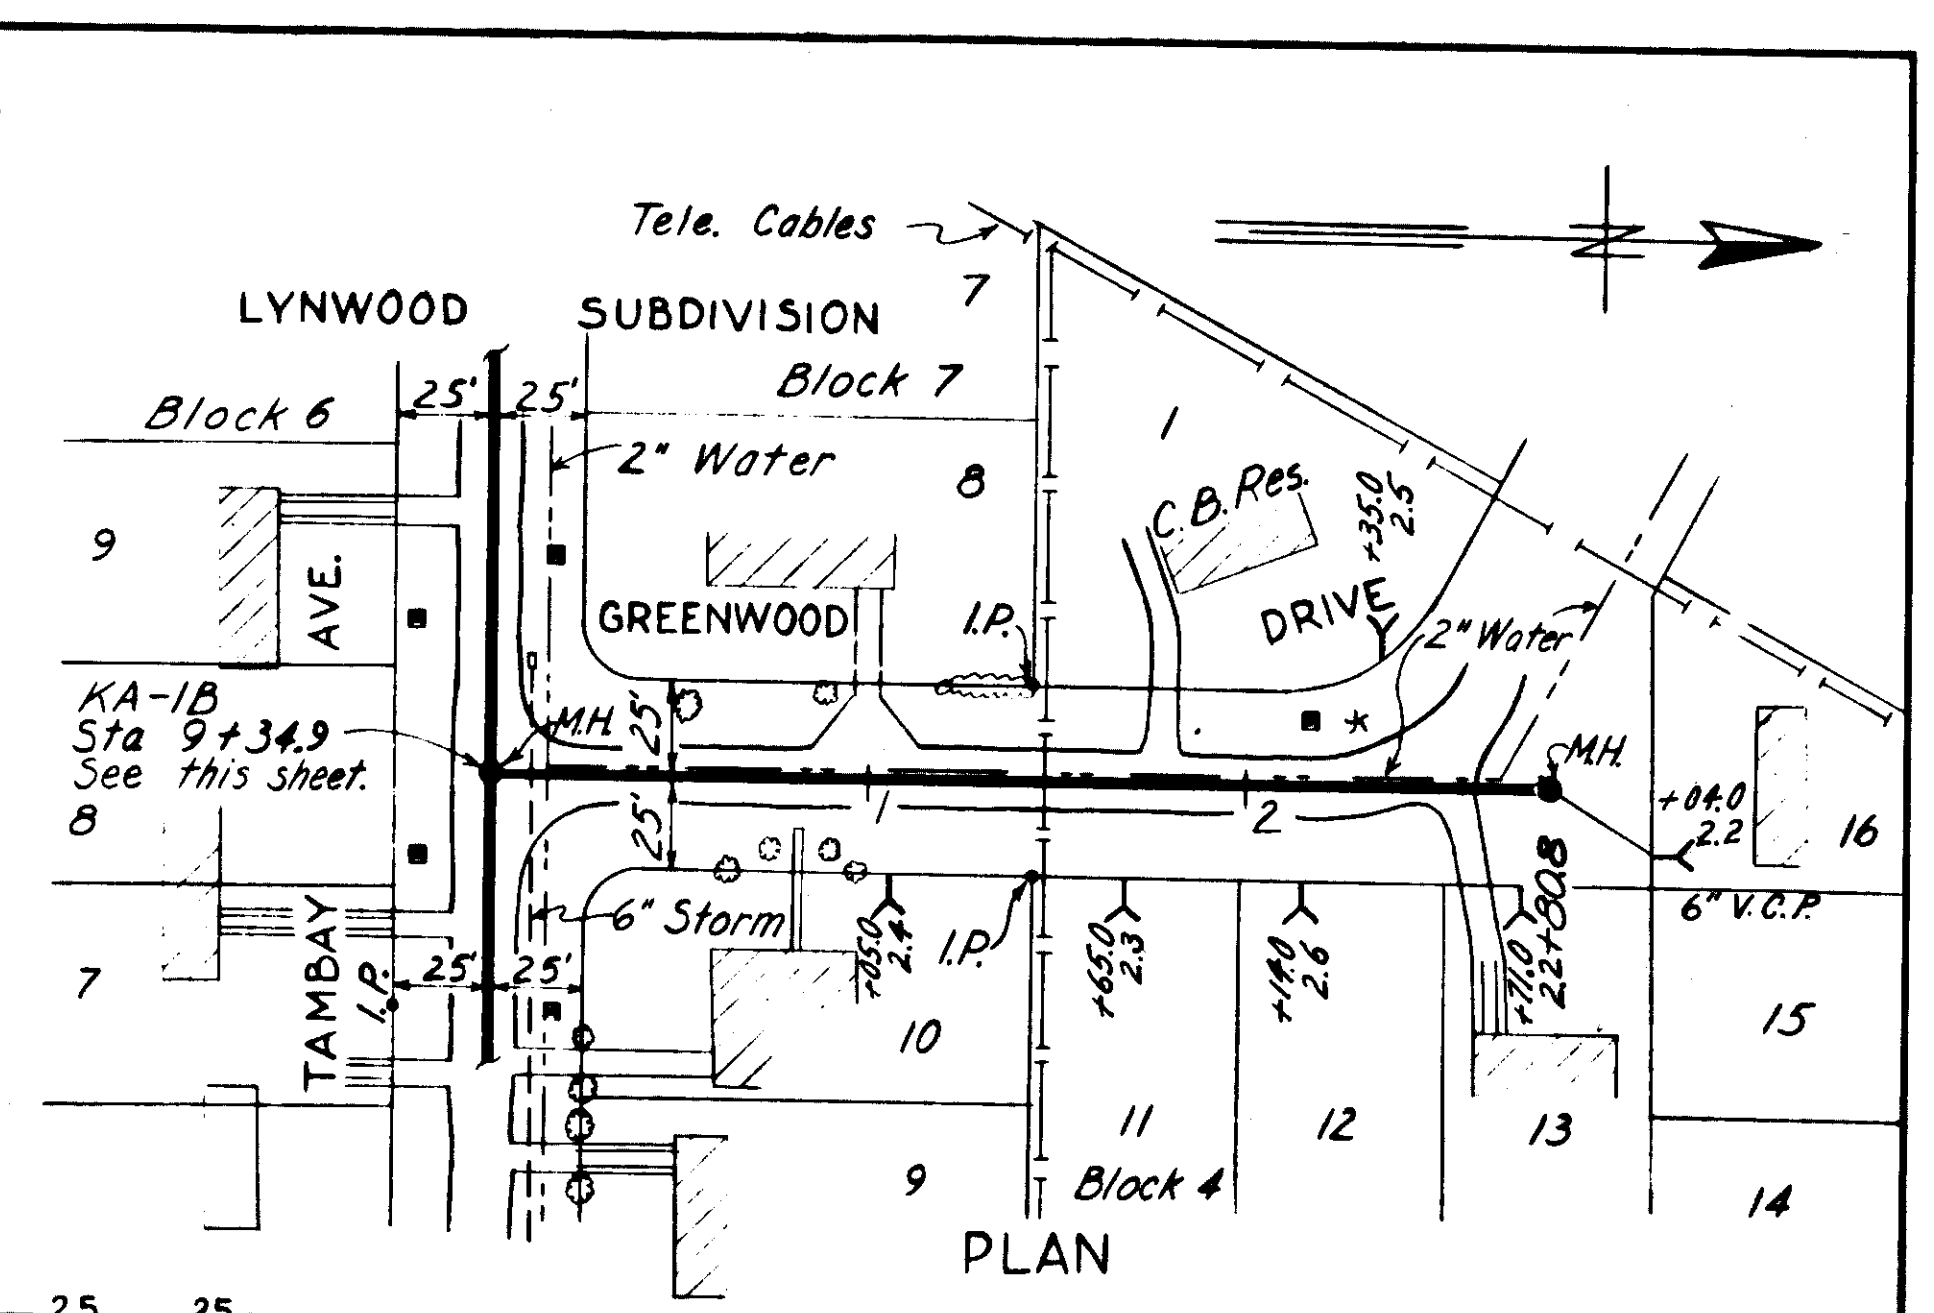 Tele. Cables
N
LYNWOOD SUBDIVISION
7
Block 6
25' 25'
Block 7
1
2" Water
8
C.B. Res.
+35.0
2.5
9
AVE.
GREENWOOD
I.P.
DRIVE
2" Water
KA-1B
Sta 9+34.9
See this sheet.
M.H.
25'
M.H.
8
25'
1
2
+04.0
2.2
16
6" Storm
6" V.C.P.
TAMBAY
I.P.
7
25' 25'
+05.0
2.4
I.P.
+65.0
2.3
+14.0
2.6
+71.0
2.2
+80.8
10
15
11
12
13
9
Block 4
14
PLAN
25 25